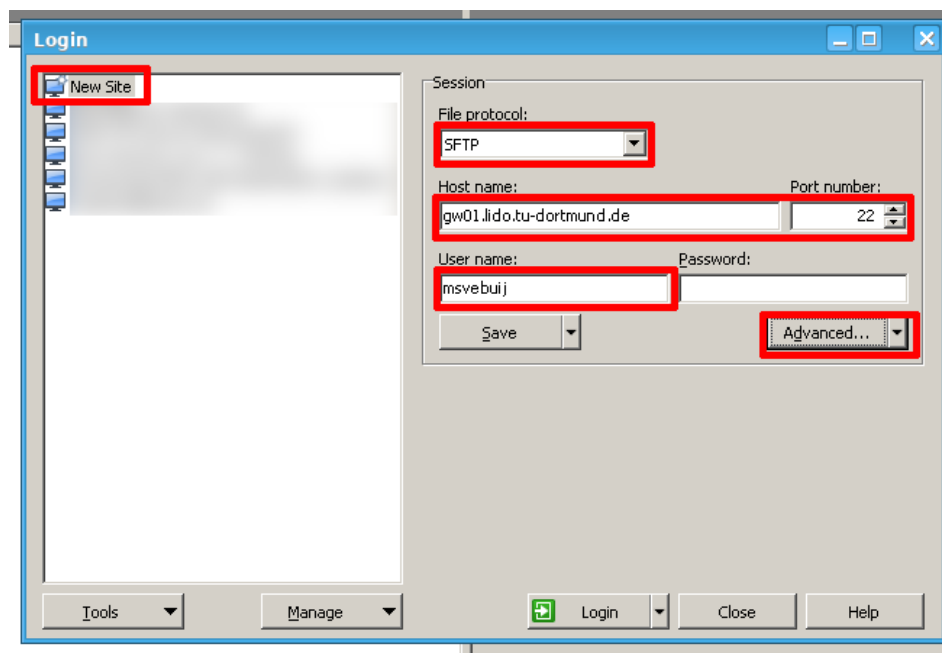 Login
New Site
Session
File protocol:
SFTP
Host name:
Port number:
gw01.lido.tu-dortmund.de
22
User name:
Password:
msvebuij
Save
Advanced...
Tools
Manage
Login
Close
Help